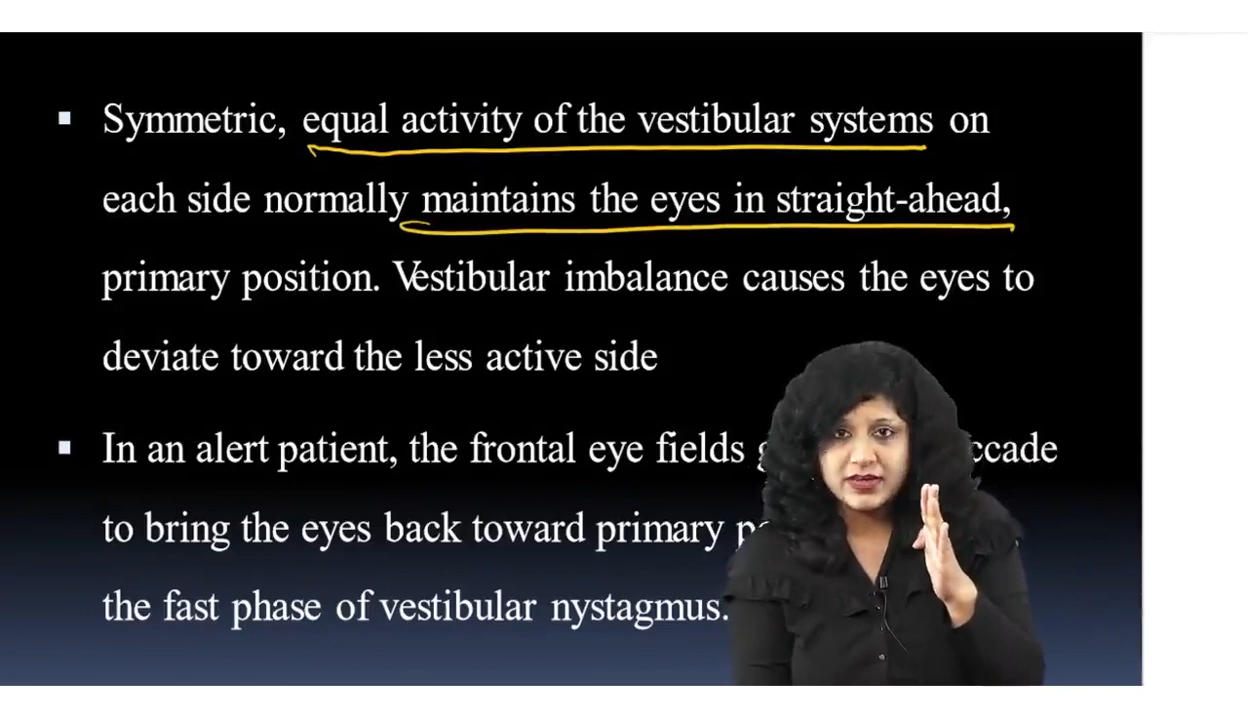 Symmetric, equal activity of the vestibular systems on
each side normally maintains the eyes in straight-ahead,
primary position. Vestibular imbalance causes the eyes to
deviate toward the less active side
In an alert patient, the frontal eye fields
to bring the eyes back toward primary
the fast phase of vestibular nystagmus.